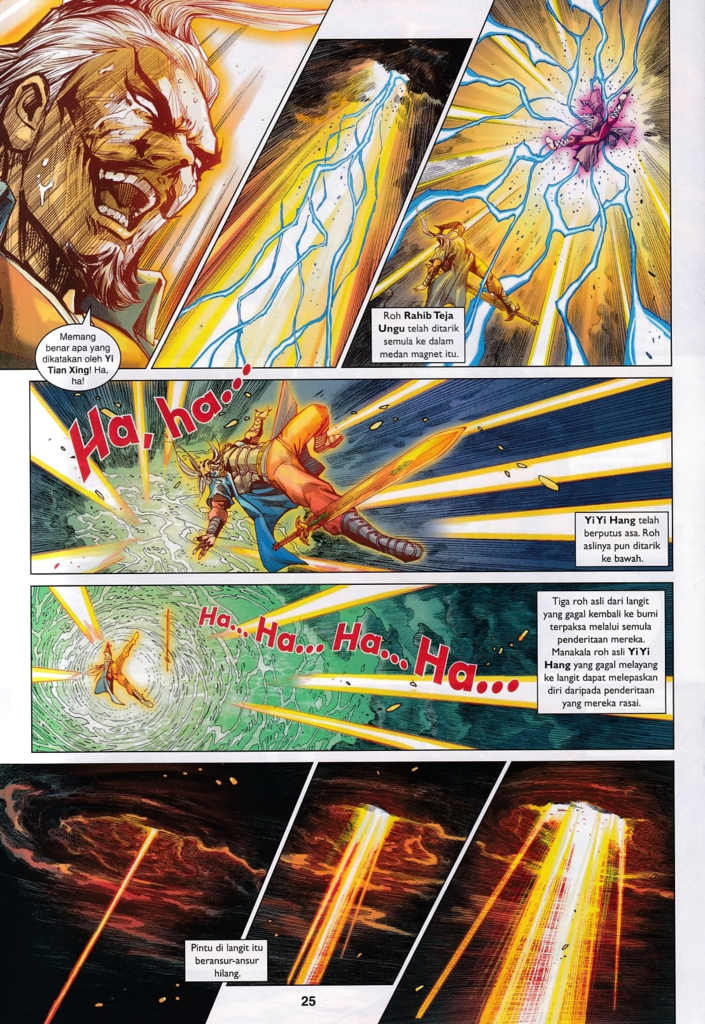 Memang
benar apa yang
dikatakan oleh Yi
Tian Xing! Ha,
ha!
Roh Rahib Teja
Ungu telah ditarik
semula ke dalam
medan magnet itu.
Ha, ha...
Yi Yi Hang telah
berputus asa. Roh
aslinya pun ditarik
ke bawah.
Ha... Ha... Ha... Ha...
Tiga roh asli dari langit
yang gagal kembali ke bumi
terpaksa melalui semula
penderitaan mereka.
Manakala roh asli Yi Yi
Hang yang gagal melayang
ke langit dapat melepaskan
diri daripada penderitaan
yang mereka rasai.
Pintu di langit itu
beransur-ansur
hilang.
25